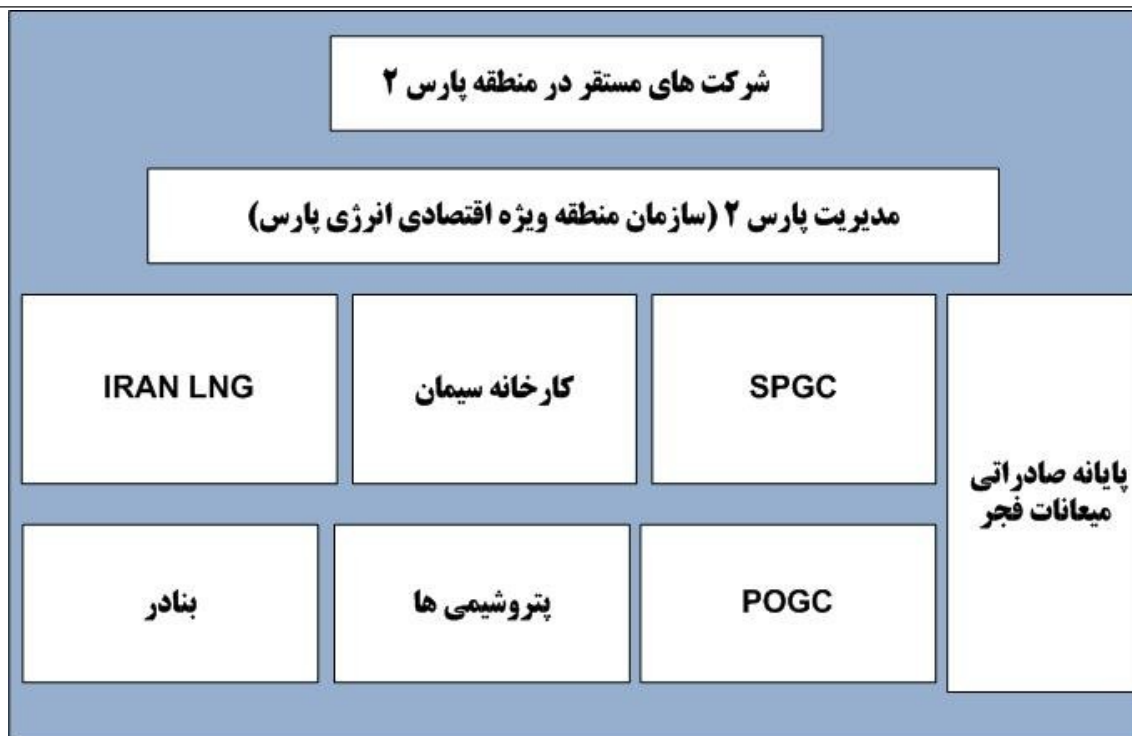 شرکت های مستقر در منطقه پارس ۲
مدیریت پارس ۲ (سازمان منطقه ویژه اقتصادی انرژی پارس)
پایانه صادراتی
میعانات فجر
SPGC
کارخانه سیمان
IRAN LNG
POGC
پتروشیمی ها
بنادر